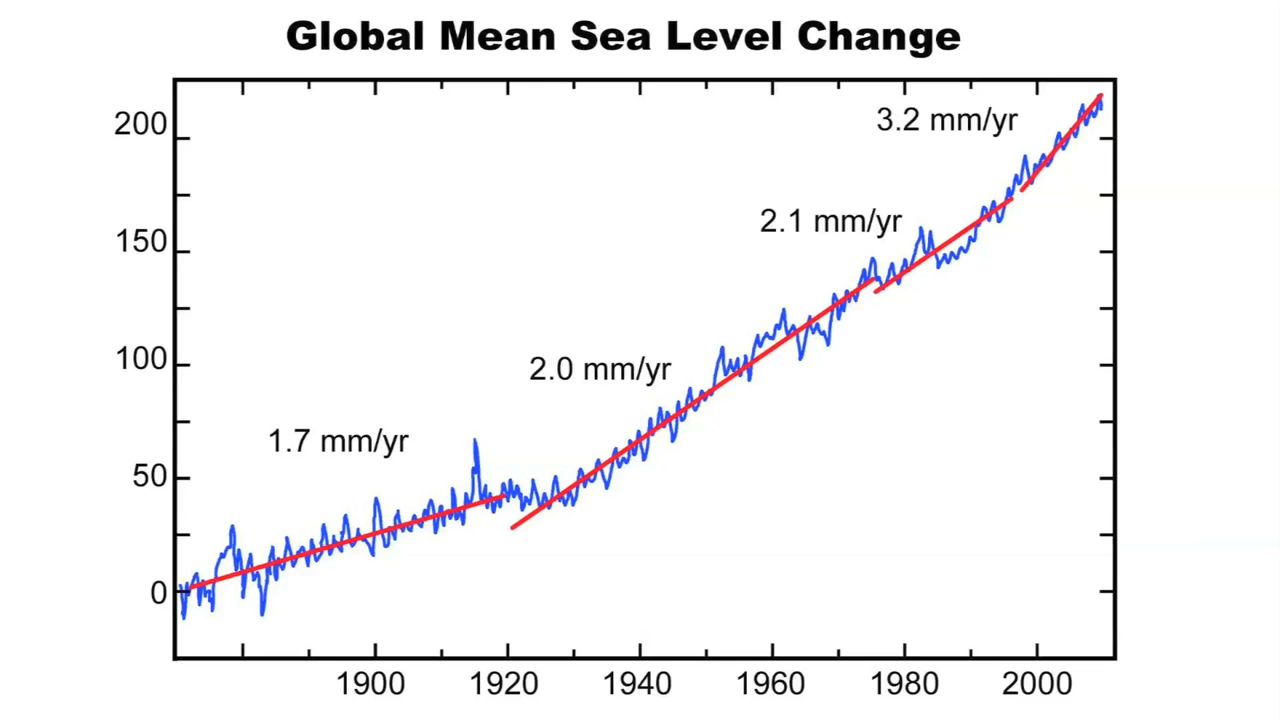 Global Mean Sea Level Change
200
150
100
50
0
3.2 mm/yr
2.1 mm/yr
2.0 mm/yr
1.7 mm/yr
1900 1920 1940 1960 1980 2000